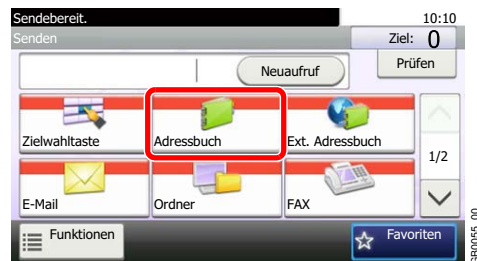 Sendebereit. 10:10
Senden Ziel: 0
Neuaufruf Prüfen
Zielwahltaste Adressbuch Ext. Adressbuch
1/2
E-Mail Ordner FAX
Funktionen Favoriten
GB0055_00